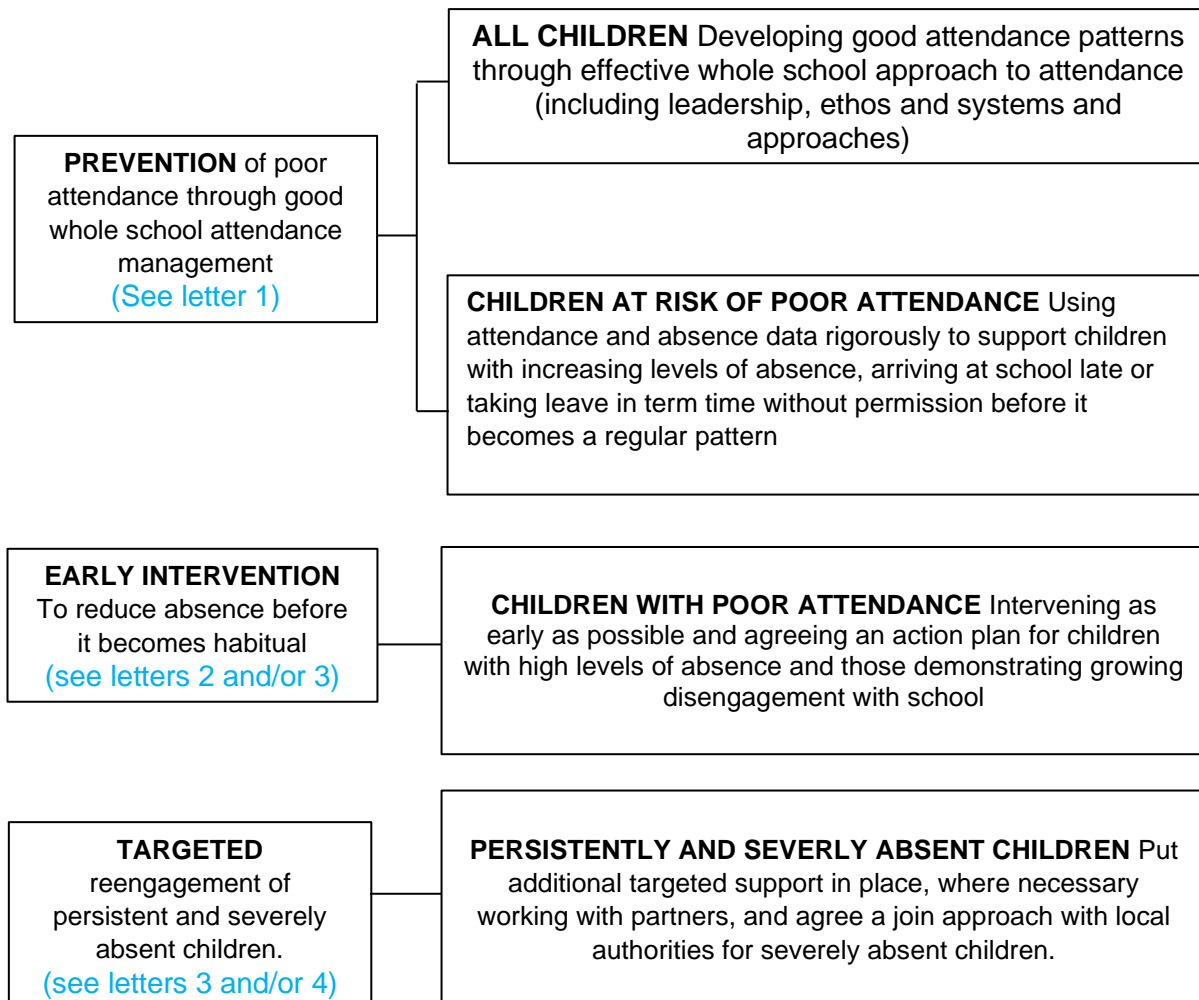 ALL CHILDREN Developing good attendance patterns
through effective whole school approach to attendance
(including leadership, ethos and systems and
approaches)
PREVENTION of poor
attendance through good
whole school attendance
management
(See letter 1)
CHILDREN AT RISK OF POOR ATTENDANCE Using
attendance and absence data rigorously to support children
with increasing levels of absence, arriving at school late or
taking leave in term time without permission before it
becomes a regular pattern
EARLY INTERVENTION
To reduce absence before
it becomes habitual
(see letters 2 and/or 3)
CHILDREN WITH POOR ATTENDANCE Intervening as
early as possible and agreeing an action plan for children
with high levels of absence and those demonstrating growing
disengagement with school
TARGETED
reengagement of
persistent and severely
absent children.
(see letters 3 and/or 4)
PERSISTENTLY AND SEVERLY ABSENT CHILDREN Put
additional targeted support in place, where necessary
working with partners, and agree a join approach with local
authorities for severely absent children.